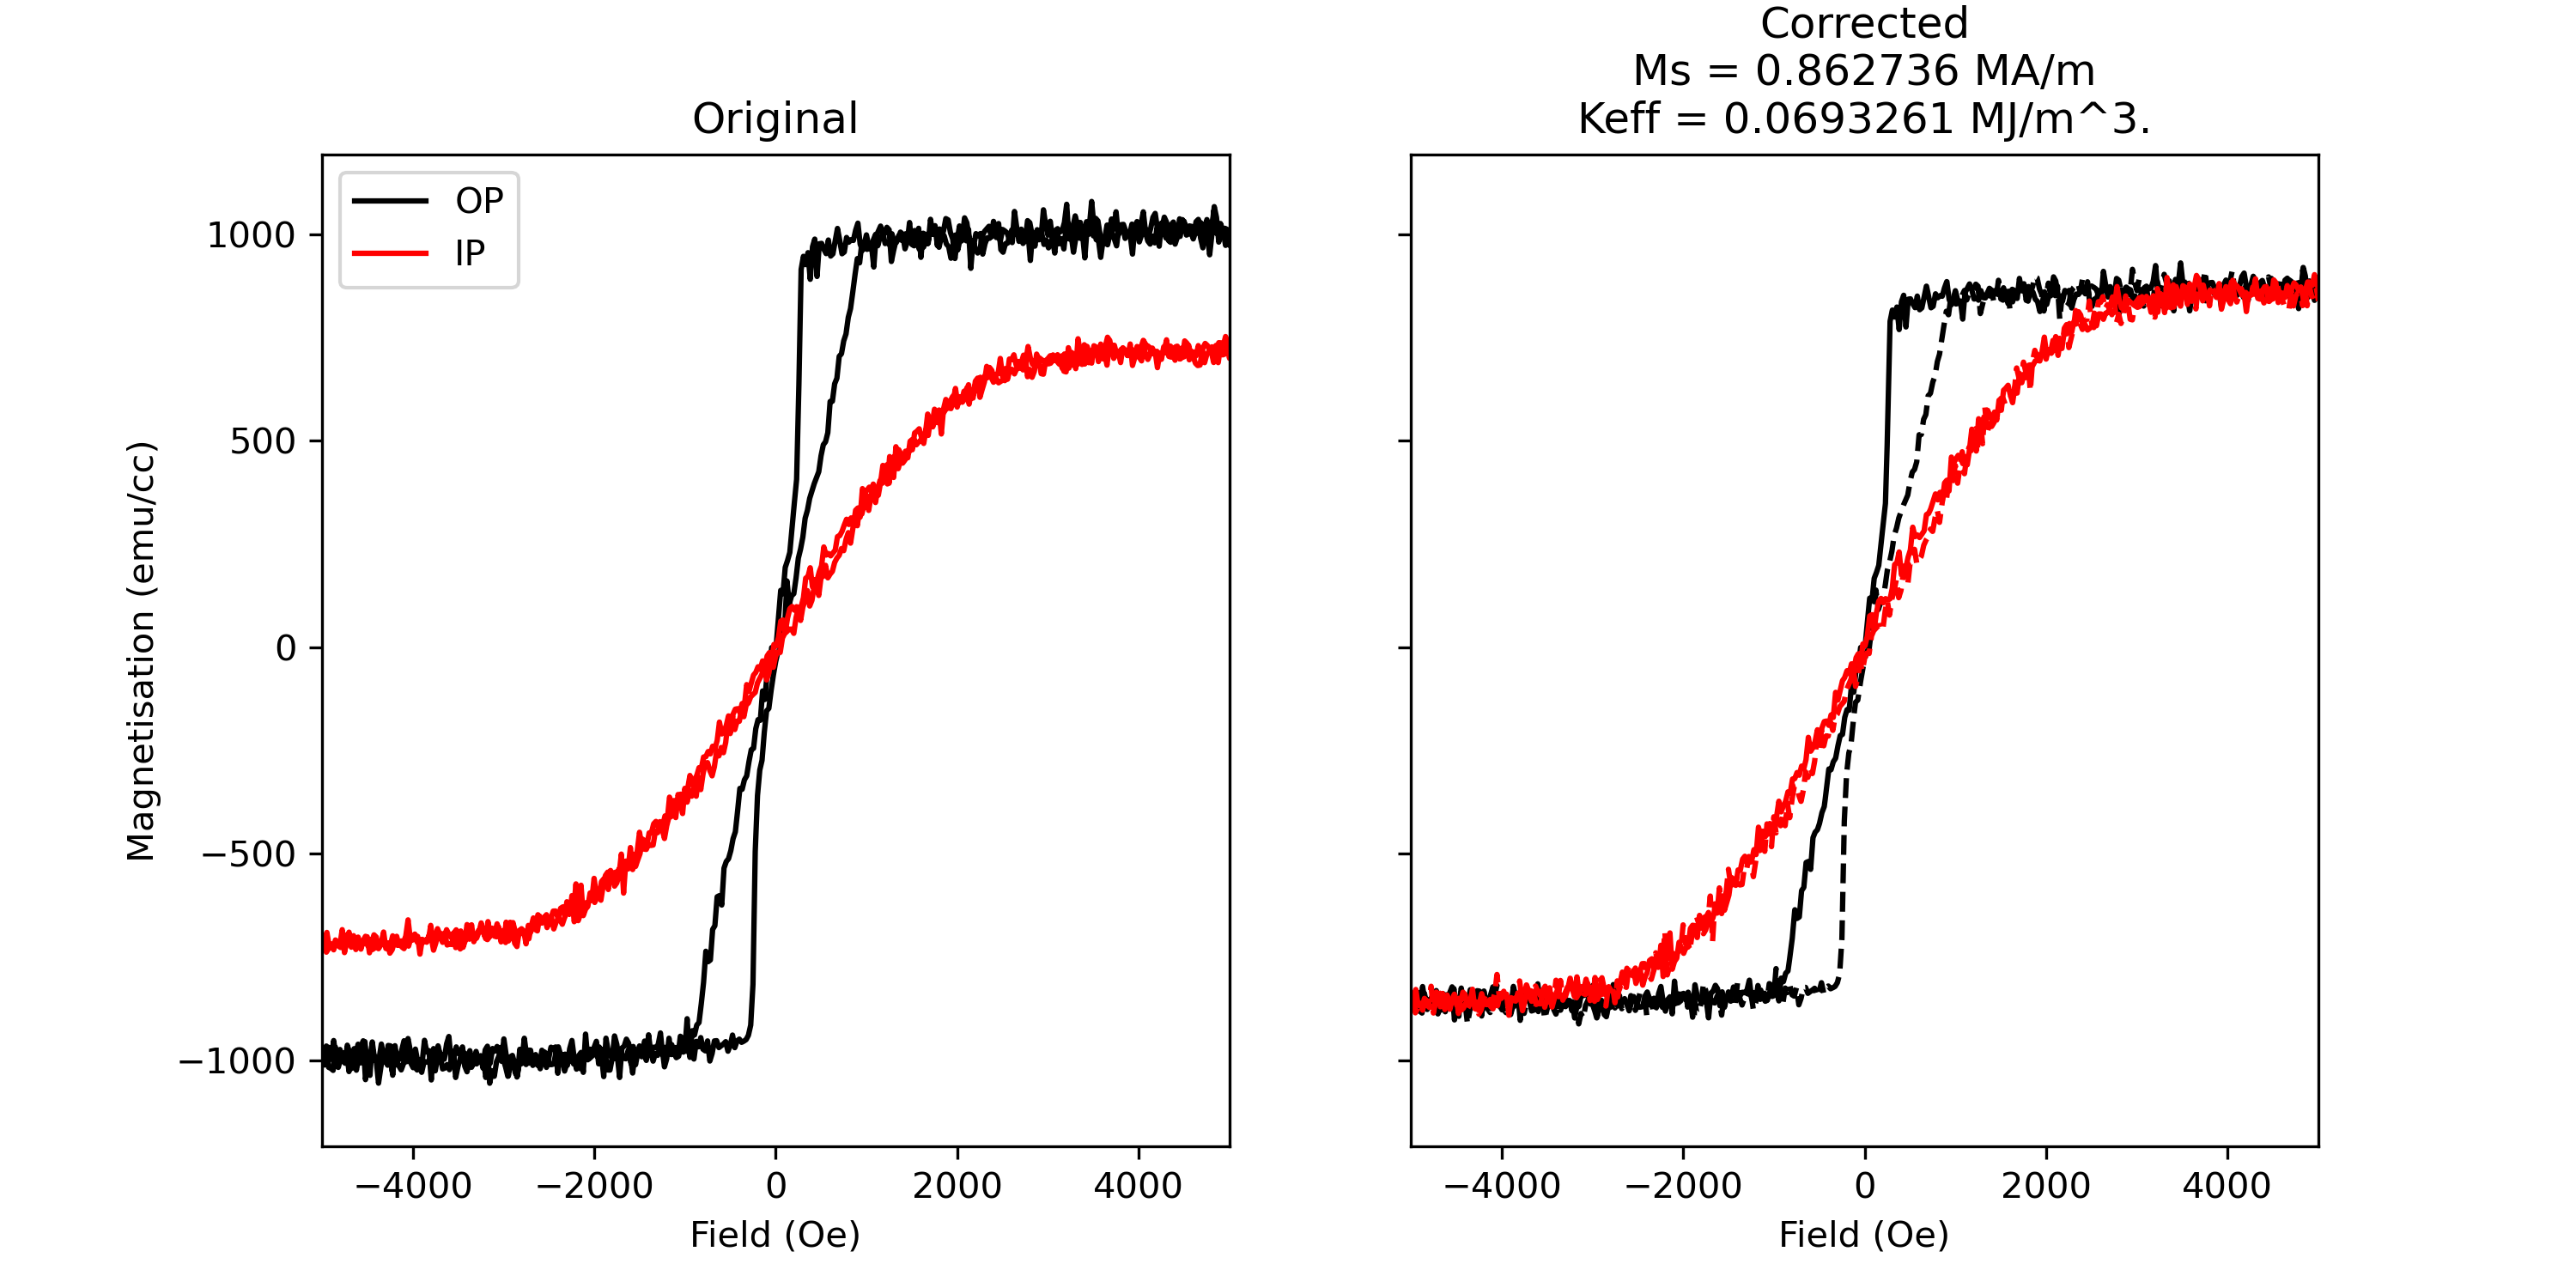 Original
OP
IP
1000
500
0
−500
−1000
Magnetisation (emu/cc)
−4000 −2000 0 2000 4000
Field (Oe)
Corrected
Ms = 0.862736 MA/m
Keff = 0.0693261 MJ/m^3.
−4000 −2000 0 2000 4000
Field (Oe)